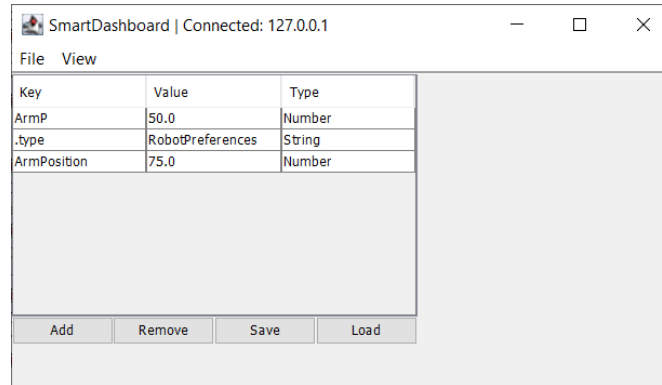 SmartDashboard | Connected: 127.0.0.1
File View
Key Value Type
ArmP 50.0 Number
.type RobotPreferences String
ArmPosition 75.0 Number
Add Remove Save Load